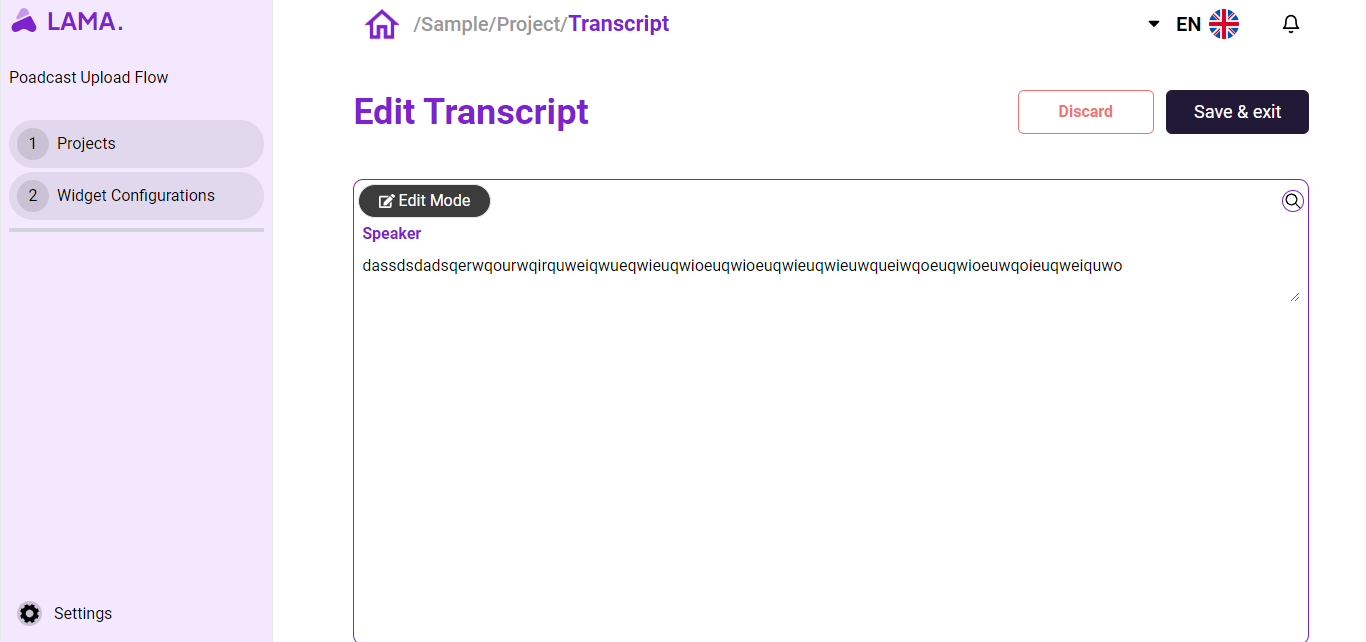 LAMA.
/Sample/Project/Transcript
EN
Poadcast Upload Flow
Edit Transcript
Discard
Save & exit
1 Projects
2 Widget Configurations
Edit Mode
Speaker
dassdsdadsqerwqourwqirquweiqwueqwieuqwioeuqwioeuqwieuqwieuwqueiwqoeuqwioeuwqoieuqweiquwo
Settings